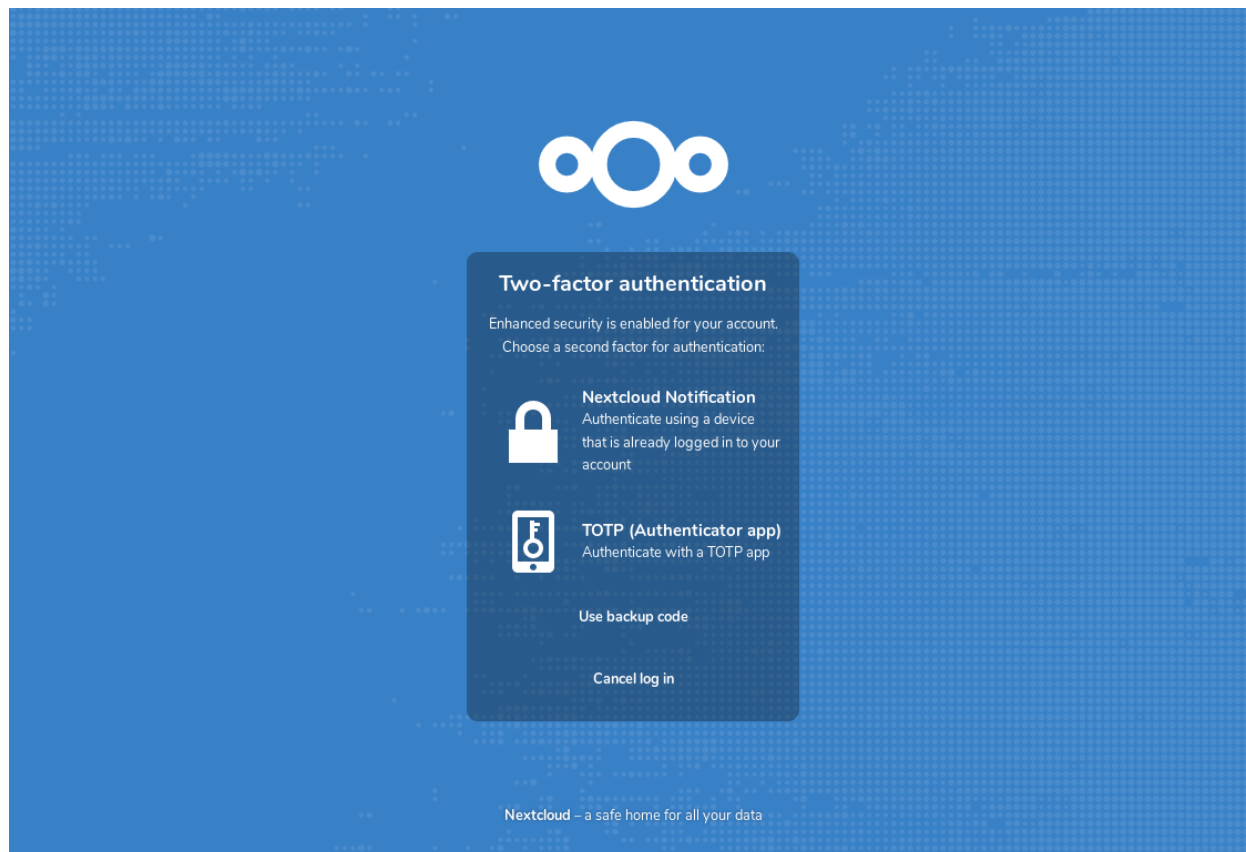 Two-factor authentication
Enhanced security is enabled for your account.
Choose a second factor for authentication:
Nextcloud Notification
Authenticate using a device
that is already logged in to your
account
TOTP (Authenticator app)
Authenticate with a TOTP app
Use backup code
Cancel log in
Nextcloud – a safe home for all your data